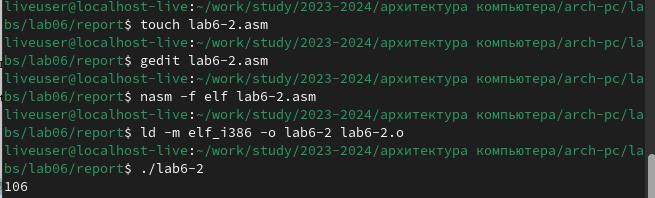 liveuser@localhost-live:~/work/study/2023-2024/архитектура компьютера/arch-pc/la
bs/lab06/report$ touch lab6-2.asm
liveuser@localhost-live:~/work/study/2023-2024/архитектура компьютера/arch-pc/la
bs/lab06/report$ gedit lab6-2.asm
liveuser@localhost-live:~/work/study/2023-2024/архитектура компьютера/arch-pc/la
bs/lab06/report$ nasm -f elf lab6-2.asm
liveuser@localhost-live:~/work/study/2023-2024/архитектура компьютера/arch-pc/la
bs/lab06/report$ ld -m elf_i386 -o lab6-2 lab6-2.o
liveuser@localhost-live:~/work/study/2023-2024/архитектура компьютера/arch-pc/la
bs/lab06/report$ ./lab6-2
106